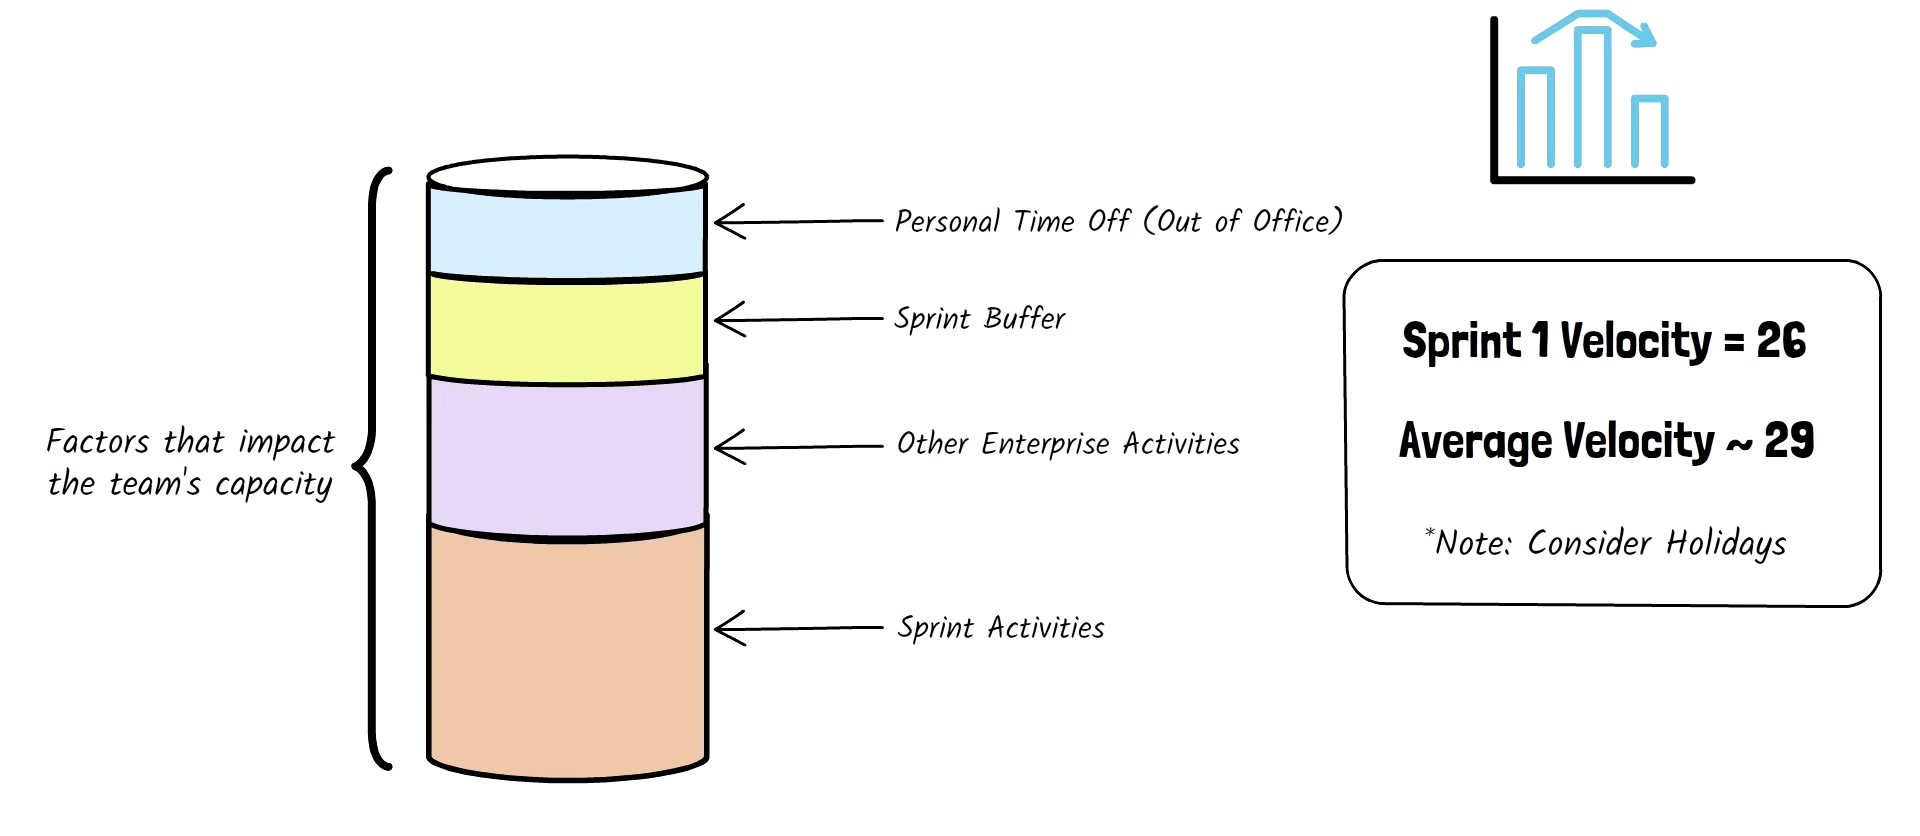 Factors that impact
the team's capacity
Personal Time Off (Out of Office)
Sprint Buffer
Other Enterprise Activities
Sprint Activities
Sprint 1 Velocity = 26
Average Velocity ~ 29
*Note: Consider Holidays